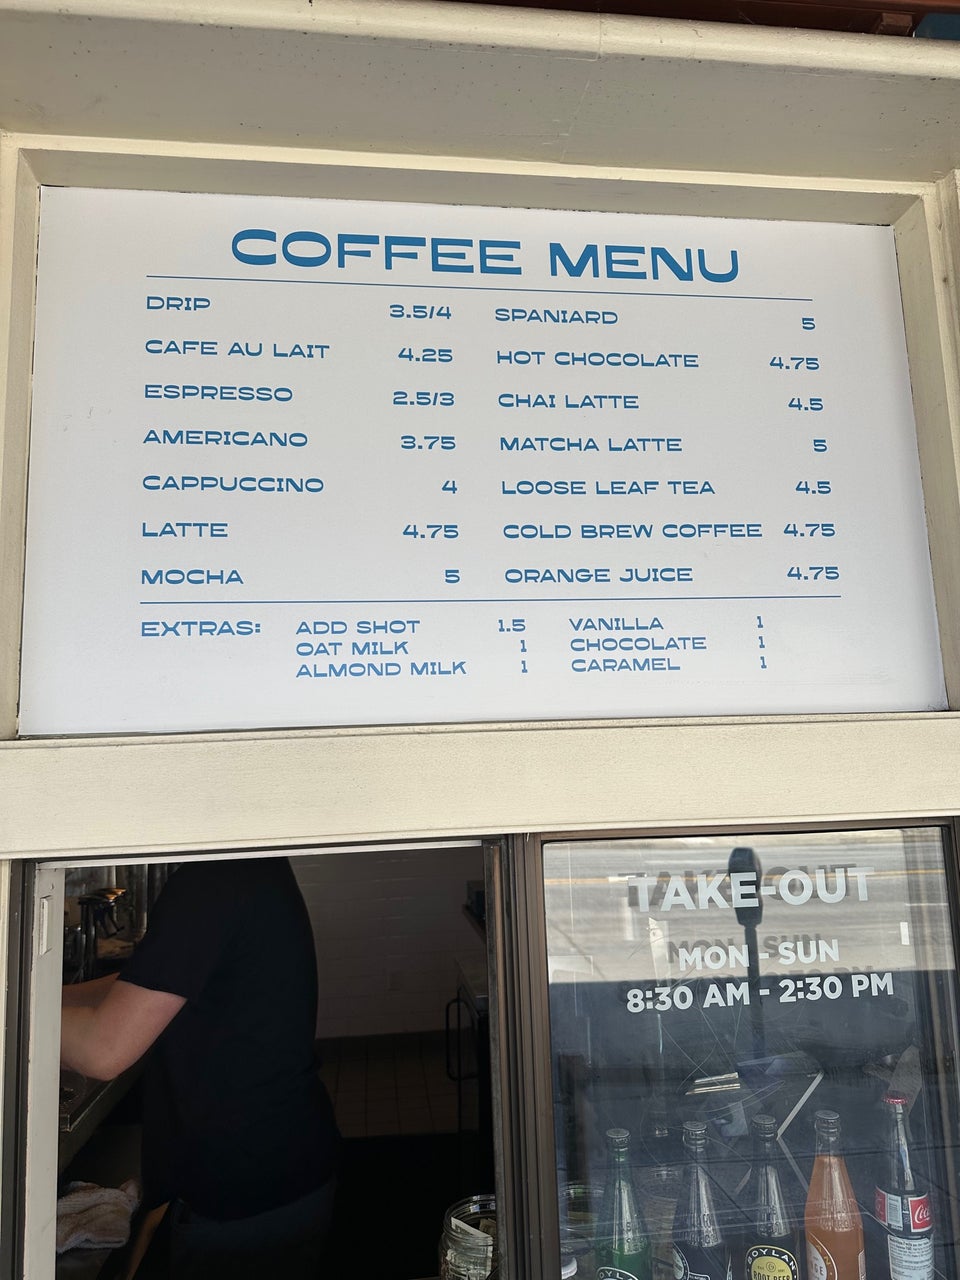 COFFEE MENU
DRIP 3.5/4
CAFE AU LAIT 4.25
ESPRESSO 2.5/3
AMERICANO 3.75
CAPPUCCINO 4
LATTE 4.75
MOCHA 5
SPANIARD 5
HOT CHOCOLATE 4.75
CHAI LATTE 4.5
MATCHA LATTE 5
LOOSE LEAF TEA 4.5
COLD BREW COFFEE 4.75
ORANGE JUICE 4.75
EXTRAS: ADD SHOT 1.5
OAT MILK 1
ALMOND MILK 1
VANILLA 1
CHOCOLATE 1
CARAMEL 1
TAKE-OUT
MON - SUN
8:30 AM - 2:30 PM
BOYLAN
ROOT BEER